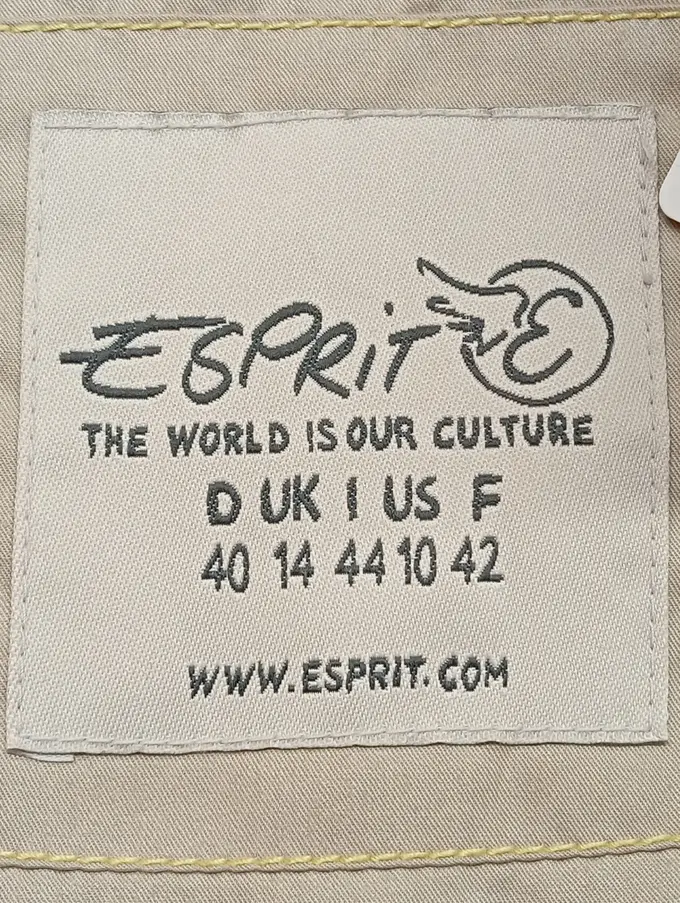 ESPRIT E
THE WORLD IS OUR CULTURE
D UK I US F
40 14 44 10 42
WWW.ESPRIT.COM